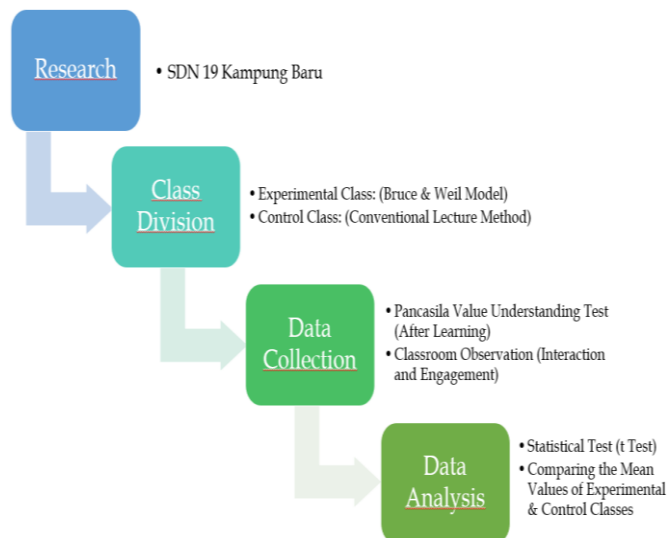 Research
• SDN 19 Kampung Baru
Class
Division
• Experimental Class: (Bruce & Weil Model)
• Control Class: (Conventional Lecture Method)
Data
Collection
• Pancasila Value Understanding Test
(After Learning)
• Classroom Observation (Interaction
and Engagement)
Data
Analysis
• Statistical Test (t Test)
• Comparing the Mean
Values of Experimental
& Control Classes